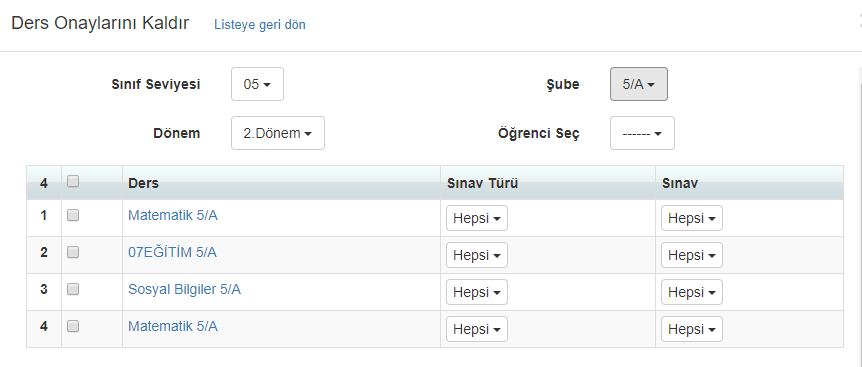 Ders Onaylarını Kaldır Listeye geri dön
Sınıf Seviyesi 05 Şube 5/A
Dönem 2.Dönem Öğrenci Seç ------
4 Ders Sınav Türü Sınav
1 Matematik 5/A Hepsi Hepsi
2 07EĞİTİM 5/A Hepsi Hepsi
3 Sosyal Bilgiler 5/A Hepsi Hepsi
4 Matematik 5/A Hepsi Hepsi